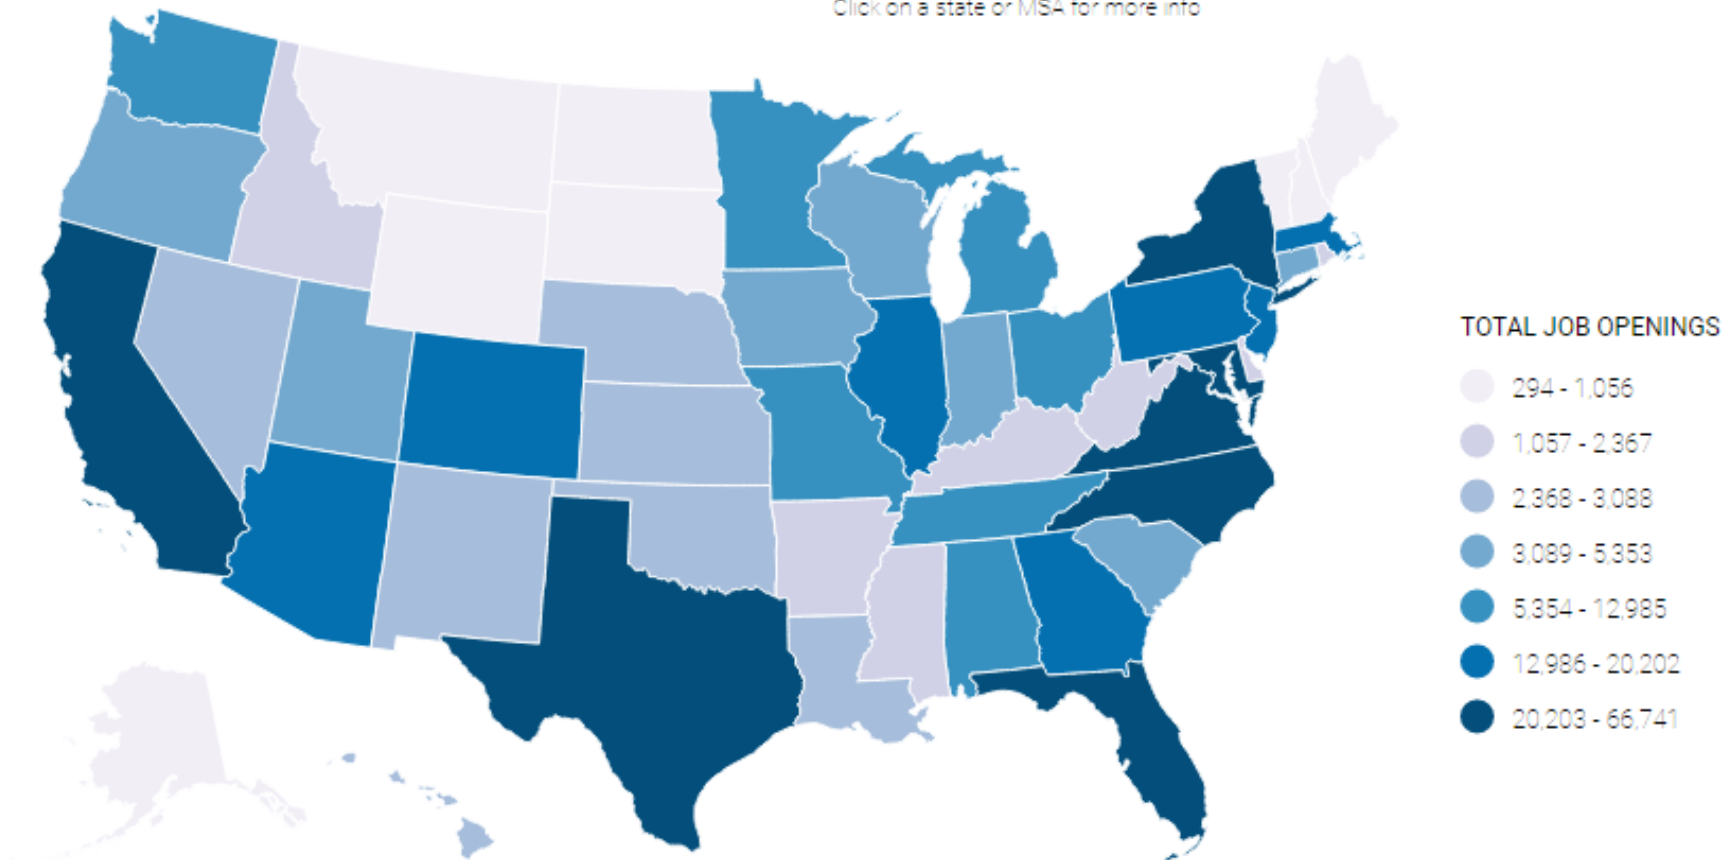 Click on a state or MSA for more info
TOTAL JOB OPENINGS
294 - 1,056
1,057 - 2,367
2,368 - 3,088
3,089 - 5,353
5,354 - 12,985
12,986 - 20,202
20,203 - 66,741